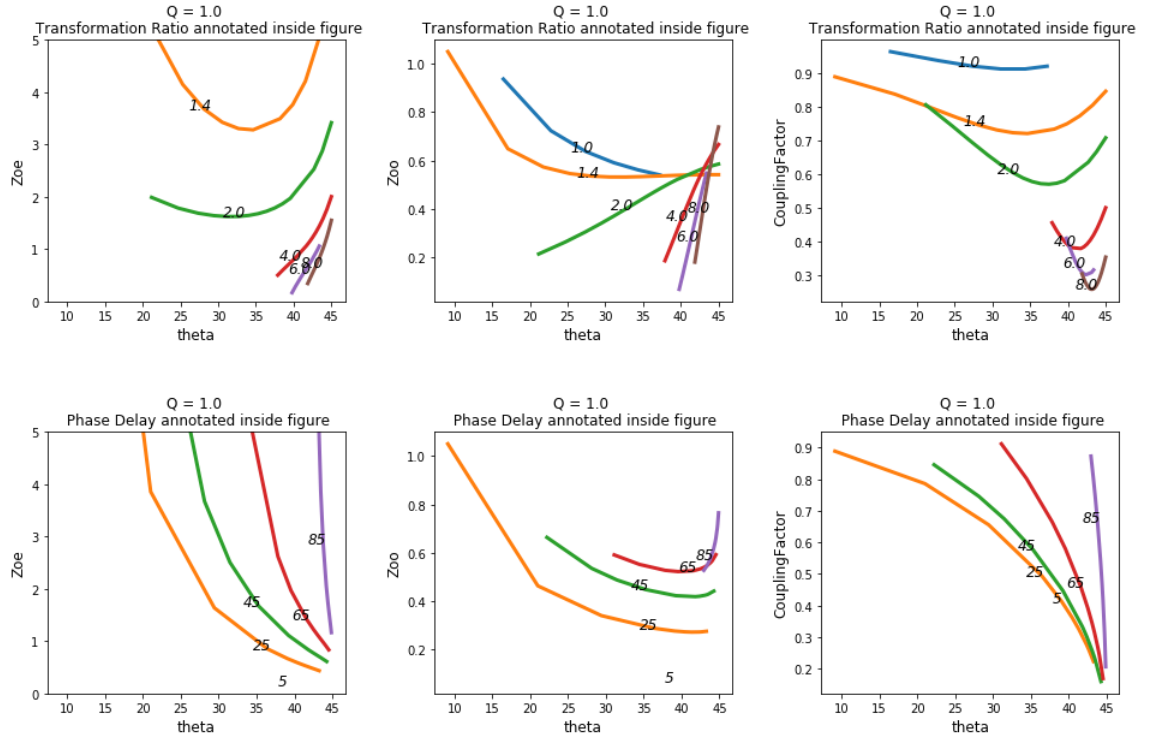 Q = 1.0
Transformation Ratio annotated inside figure
5
4
3
2
1
0
Zoe
1.4
2.0
4.0
6.0
8.0
10 15 20 25 30 35 40 45
theta
Q = 1.0
Transformation Ratio annotated inside figure
1.0
0.8
0.6
0.4
0.2
Zoo
1.0
1.4
2.0
4.0
8.0
6.0
10 15 20 25 30 35 40 45
theta
Q = 1.0
Transformation Ratio annotated inside figure
0.9
0.8
0.7
0.6
0.5
0.4
0.3
CouplingFactor
1.0
1.4
2.0
4.0
6.0
8.0
10 15 20 25 30 35 40 45
theta
Q = 1.0
Phase Delay annotated inside figure
5
4
3
2
1
0
Zoe
85
45
65
25
5
10 15 20 25 30 35 40 45
theta
Q = 1.0
Phase Delay annotated inside figure
1.0
0.8
0.6
0.4
0.2
Zoo
85
65
45
25
5
10 15 20 25 30 35 40 45
theta
Q = 1.0
Phase Delay annotated inside figure
0.9
0.8
0.7
0.6
0.5
0.4
0.3
0.2
CouplingFactor
85
45
25
65
5
10 15 20 25 30 35 40 45
theta